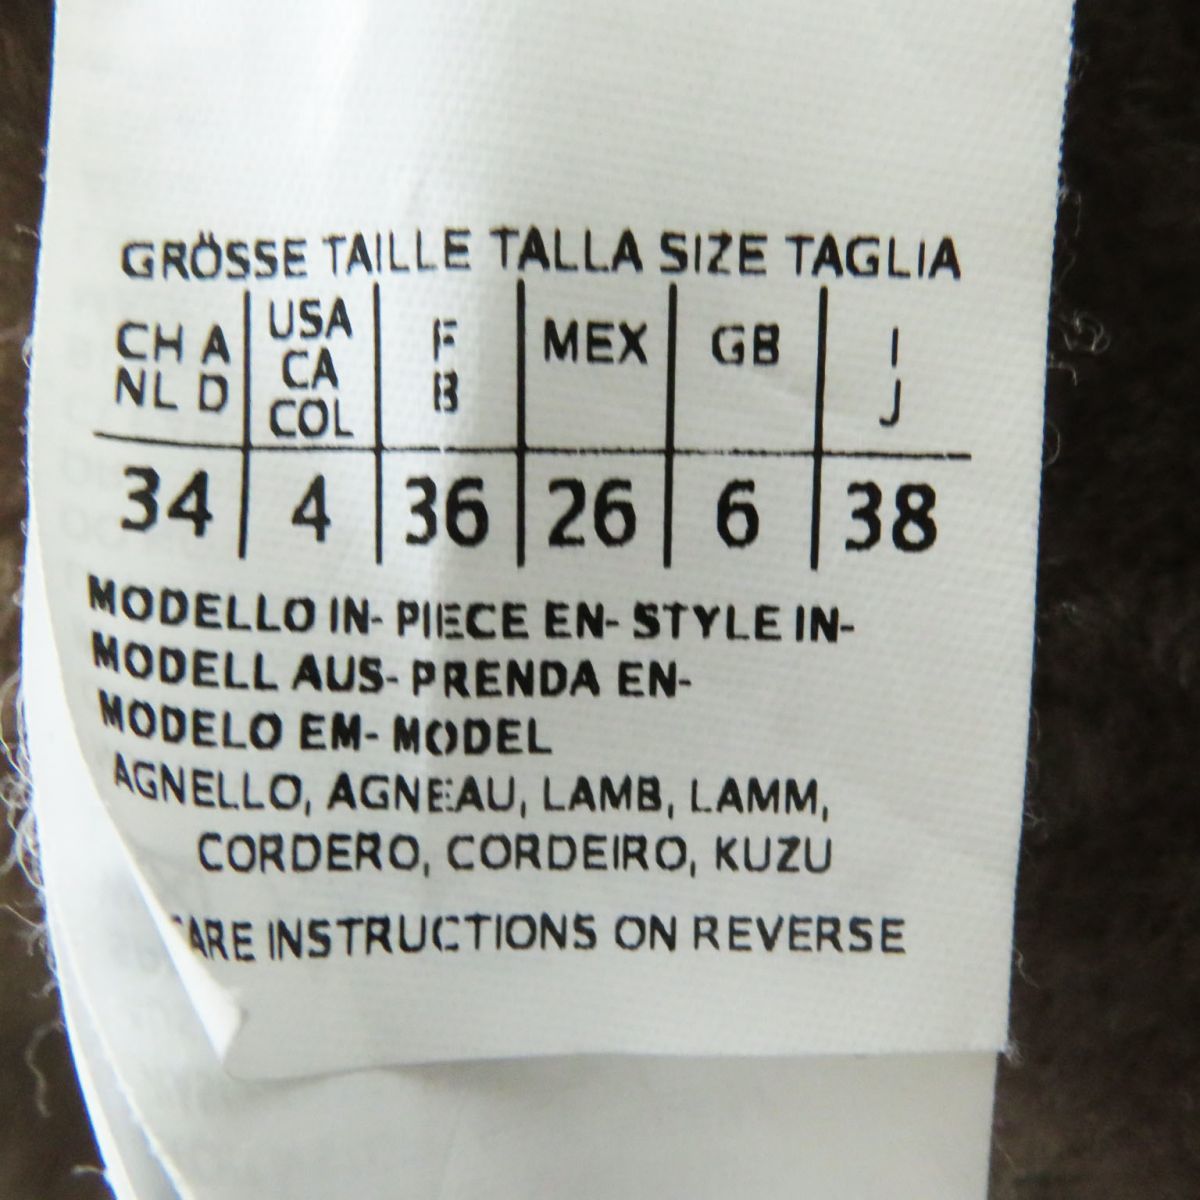 GRÖSSE TAILLE TALLA SIZE TAGLIA
CH A NL D | USA CA COL | F B | MEX | GB | I J
34 | 4 | 36 | 26 | 6 | 38
MODELLO IN- PIECE EN- STYLE IN-
MODELL AUS- PRENDA EN-
MODELO EM- MODEL
AGNELLO, AGNEAU, LAMB, LAMM,
CORDERO, CORDEIRO, KUZU
CARE INSTRUCTIONS ON REVERSE